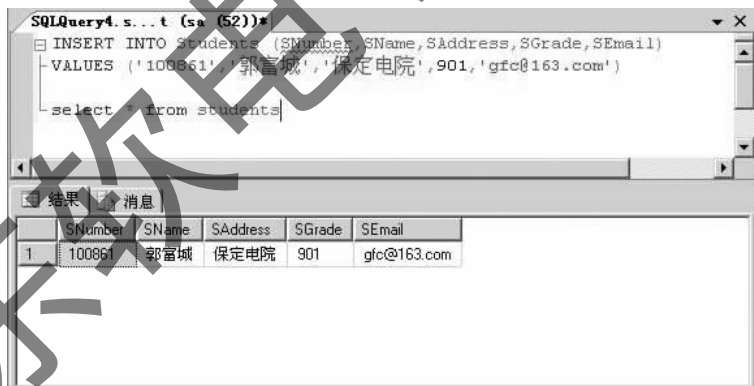 SQLQuery4.s...t (sa (52))*
INSERT INTO Students (SNumber,SName,SAddress,SGrade,SEmail)
VALUES ('100861','郭富城','保定电院',901,'gfc@163.com')
select * from students
结果 消息
SNumber SName SAddress SGrade SEmail
1 100861 郭富城 保定电院 901 gfc@163.com